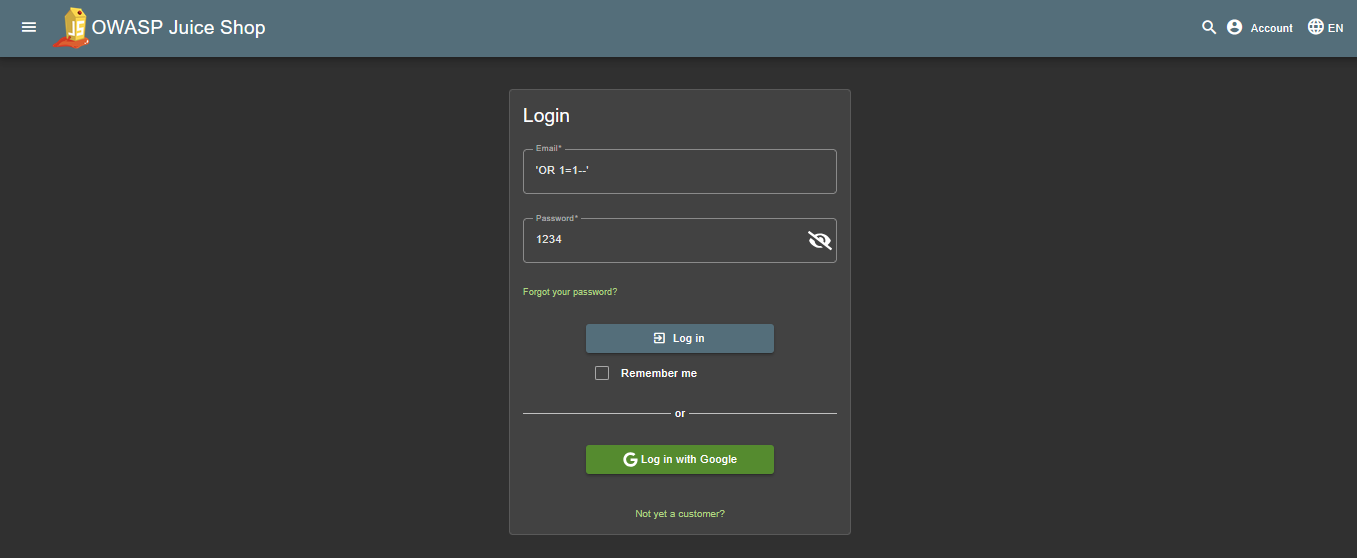 OWASP Juice Shop
Account
EN
Login
Email*
'OR 1=1--'
Password*
1234
Forgot your password?
Log in
Remember me
or
Log in with Google
Not yet a customer?